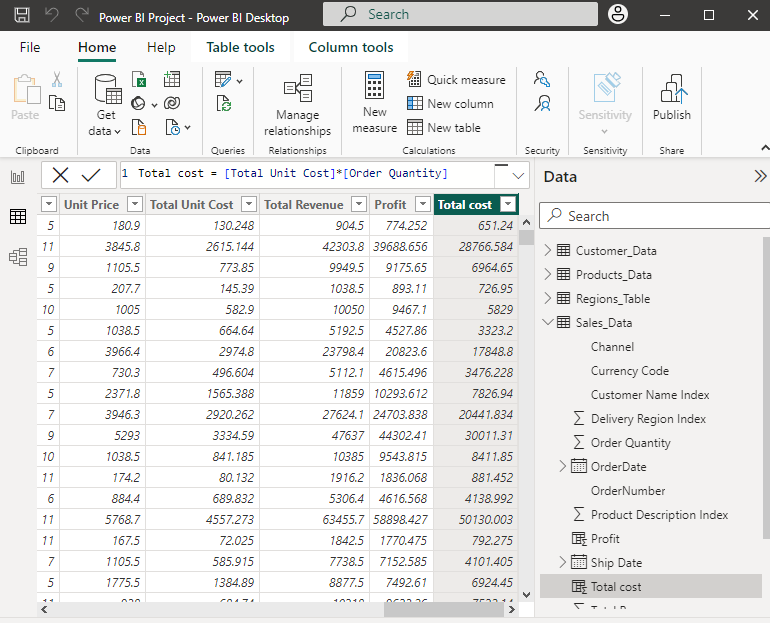 Power BI Project - Power BI Desktop
Search
File
Home
Help
Table tools
Column tools
Paste
Get
data
Manage
relationships
New
measure
Quick measure
New column
New table
Sensitivity
Publish
Clipboard
Data
Queries
Relationships
Calculations
Security
Sensitivity
Share
1 Total cost = [Total Unit Cost]*[Order Quantity]
Unit Price Total Unit Cost Total Revenue Profit Total cost
5 180.9 130.248 904.5 774.252 651.24
11 3845.8 2615.144 42303.8 39688.656 28766.584
9 1105.5 773.85 9949.5 9175.65 6964.65
5 207.7 145.39 1038.5 893.11 726.95
10 1005 582.9 10050 9467.1 5829
5 1038.5 664.64 5192.5 4527.86 3323.2
6 3966.4 2974.8 23798.4 20823.6 17848.8
7 730.3 496.604 5112.1 4615.496 3476.228
5 2371.8 1565.388 11859 10293.612 7826.94
7 3946.3 2920.262 27624.1 24703.838 20441.834
9 5293 3334.59 47637 44302.41 30011.31
10 1038.5 841.185 10385 9543.815 8411.85
11 174.2 80.132 1916.2 1836.068 881.452
6 884.4 689.832 5306.4 4616.568 4138.992
11 5768.7 4557.273 63455.7 58898.427 50130.003
11 167.5 72.025 1842.5 1770.475 792.275
7 1105.5 585.915 7738.5 7152.585 4101.405
5 1775.5 1384.89 8877.5 7492.61 6924.45
Data
Search
Customer_Data
Products_Data
Regions_Table
Sales_Data
Channel
Currency Code
Customer Name Index
Delivery Region Index
Order Quantity
OrderDate
OrderNumber
Product Description Index
Profit
Ship Date
Total cost